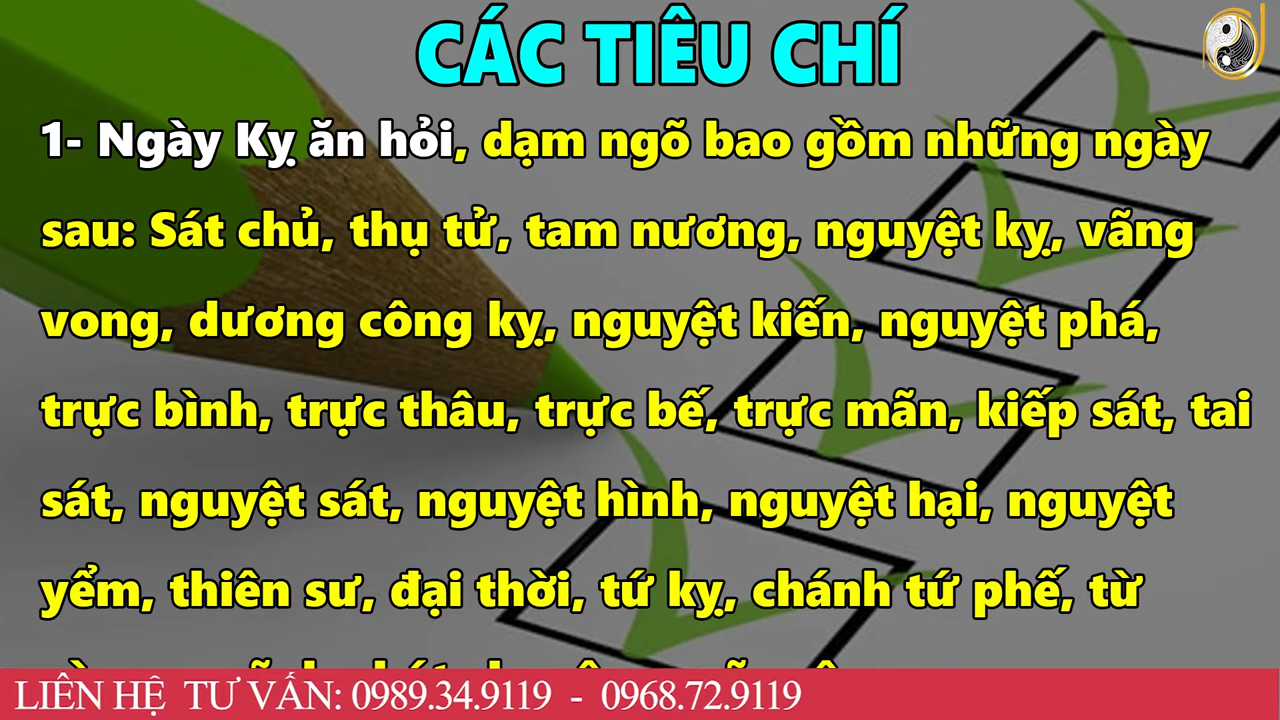 CÁC TIÊU CHÍ
1- Ngày Kỵ ăn hỏi, dạm ngõ bao gồm những ngày
sau: Sát chủ, thụ tử, tam nương, nguyệt kỵ, vãng
vong, dương công kỵ, nguyệt kiến, nguyệt phá,
trực bình, trực thâu, trực bế, trực mãn, kiếp sát, tai
sát, nguyệt sát, nguyệt hình, nguyệt hại, nguyệt
yểm, thiên sư, đại thời, tứ kỵ, chánh tứ phế, từ
LIÊN HỆ TƯ VẤN: 0989.34.9119 - 0968.72.9119